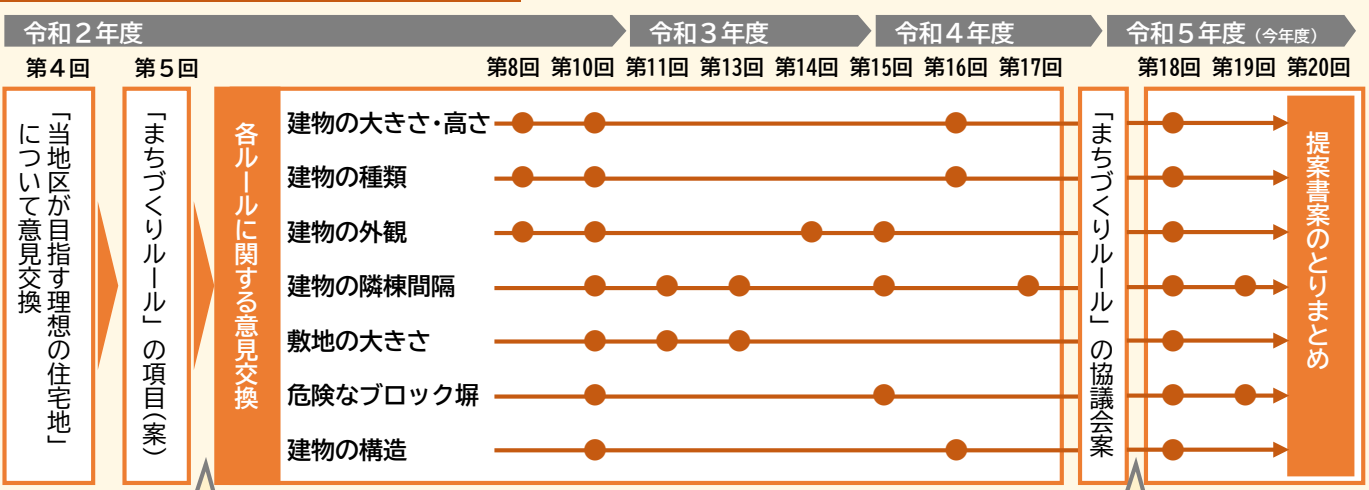 令和２年度
令和３年度
令和４年度
令和５年度（今年度）
第４回
第５回
第8回
第10回
第11回
第13回
第14回
第15回
第16回
第17回
第18回
第19回
第20回
「当地区が目指す理想の住宅地」
について意見交換
「まちづくりルール」の項目（案）
各ルールに関する意見交換
建物の大きさ・高さ
建物の種類
建物の外観
建物の隣棟間隔
敷地の大きさ
危険なブロック塀
建物の構造
「まちづくりルール」の協議会案
提案書案のとりまとめ